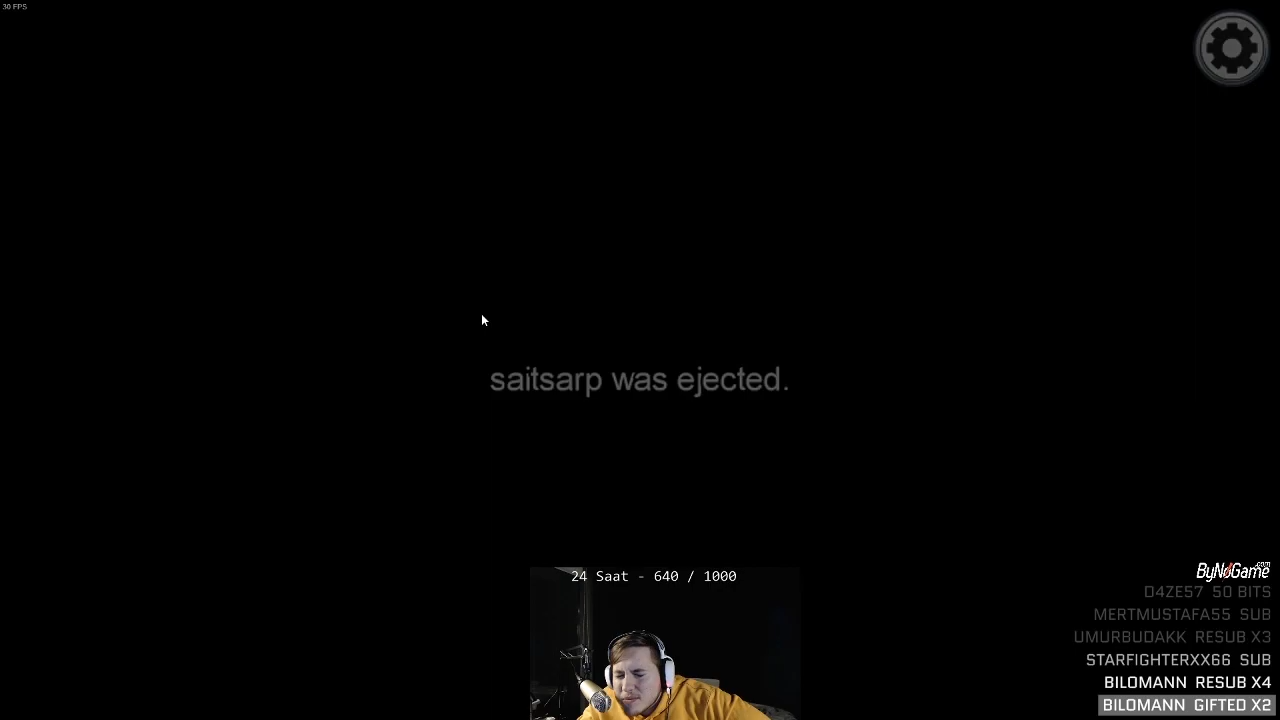 30 FPS
saitsarp was ejected.
24 Saat - 640 / 1000
ByNoGame.com
D4ZE57 50 BITS
MERTMUSTAFA55 SUB
UMURBUDAKK RESUB X3
STARFIGHTERXX66 SUB
BILOMANN RESUB X4
BILOMANN GIFTED X2